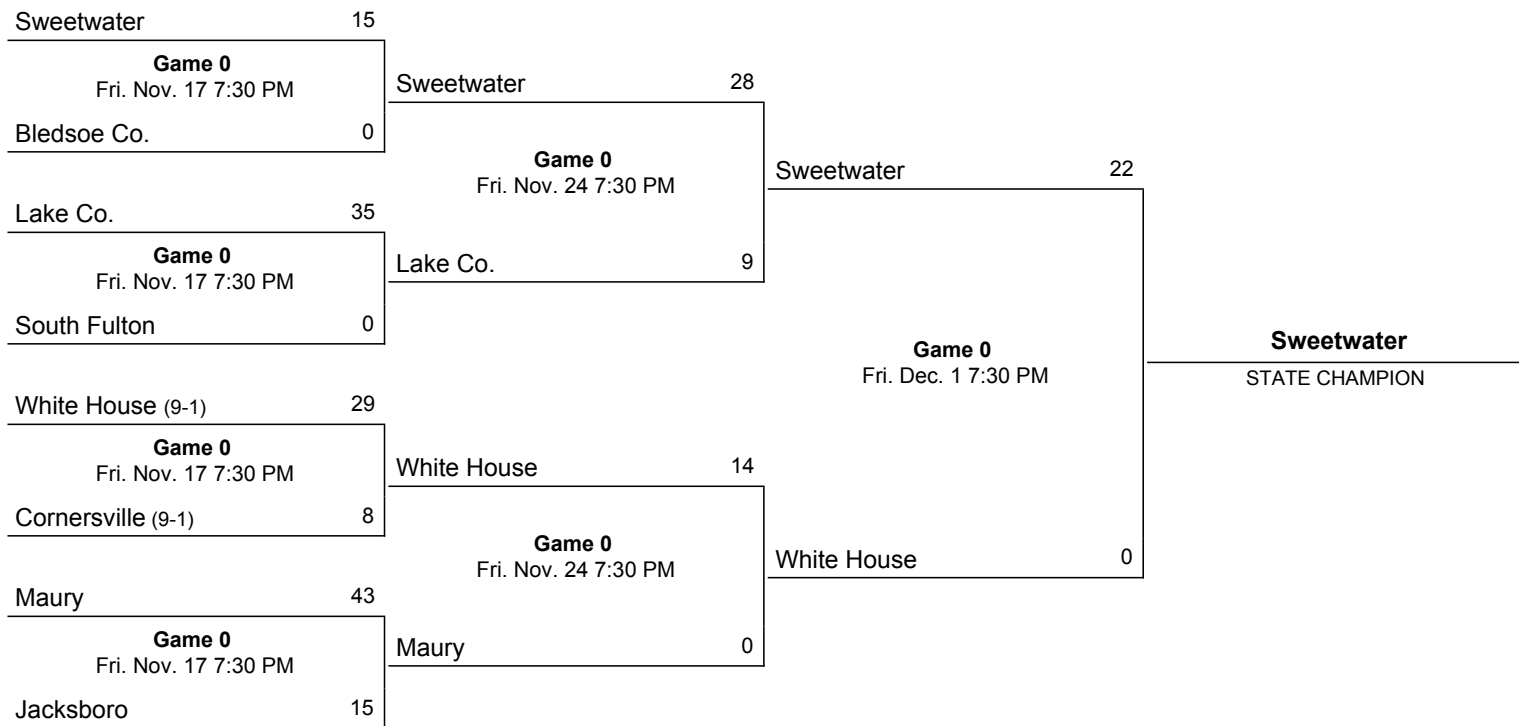 Sweetwater 15
Game 0
Fri. Nov. 17 7:30 PM
Bledsoe Co. 0
Lake Co. 35
Game 0
Fri. Nov. 17 7:30 PM
South Fulton 0
White House (9-1) 29
Game 0
Fri. Nov. 17 7:30 PM
Cornersville (9-1) 8
Maury 43
Game 0
Fri. Nov. 17 7:30 PM
Jacksboro 15
Sweetwater 28
Game 0
Fri. Nov. 24 7:30 PM
Lake Co. 9
White House 14
Game 0
Fri. Nov. 24 7:30 PM
Maury 0
Sweetwater 22
Game 0
Fri. Dec. 1 7:30 PM
White House 0
Sweetwater
STATE CHAMPION